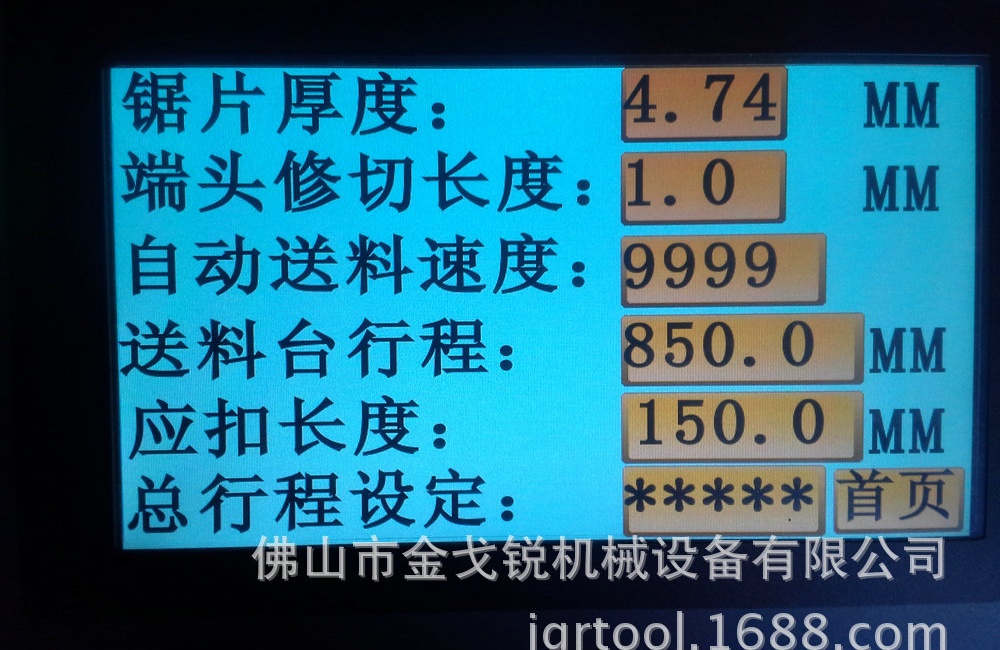 锯片厚度： 4.74 MM
端头修切长度： 1.0 MM
自动送料速度： 9999
送料台行程： 850.0 MM
应扣长度： 150.0 MM
总行程设定： ***** 首页
佛山市金戈锐机械设备有限公司
jgrtool.1688.com